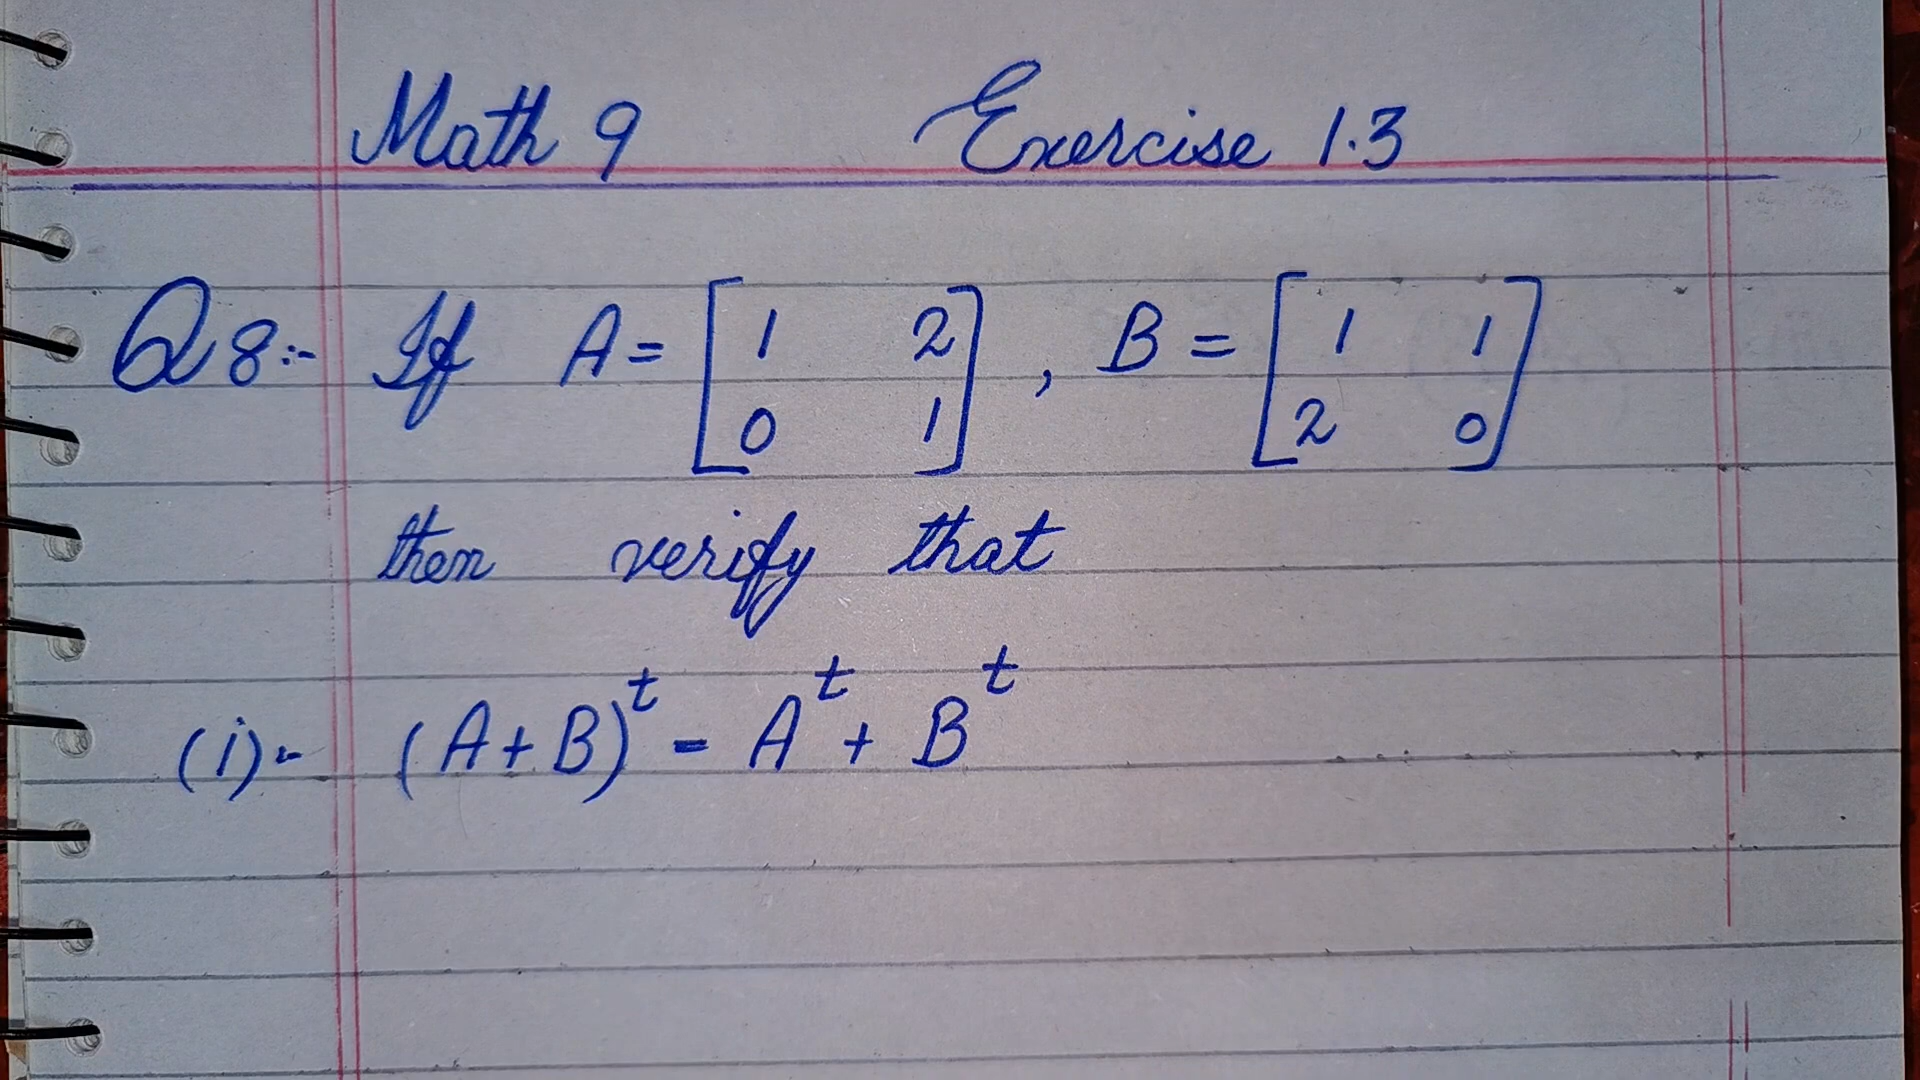 Math 9 Exercise 1.3
Q8:- If A = [1 2; 0 1], B = [1 1; 2 0]
then verify that
(i):- (A+B)^t = A^t + B^t